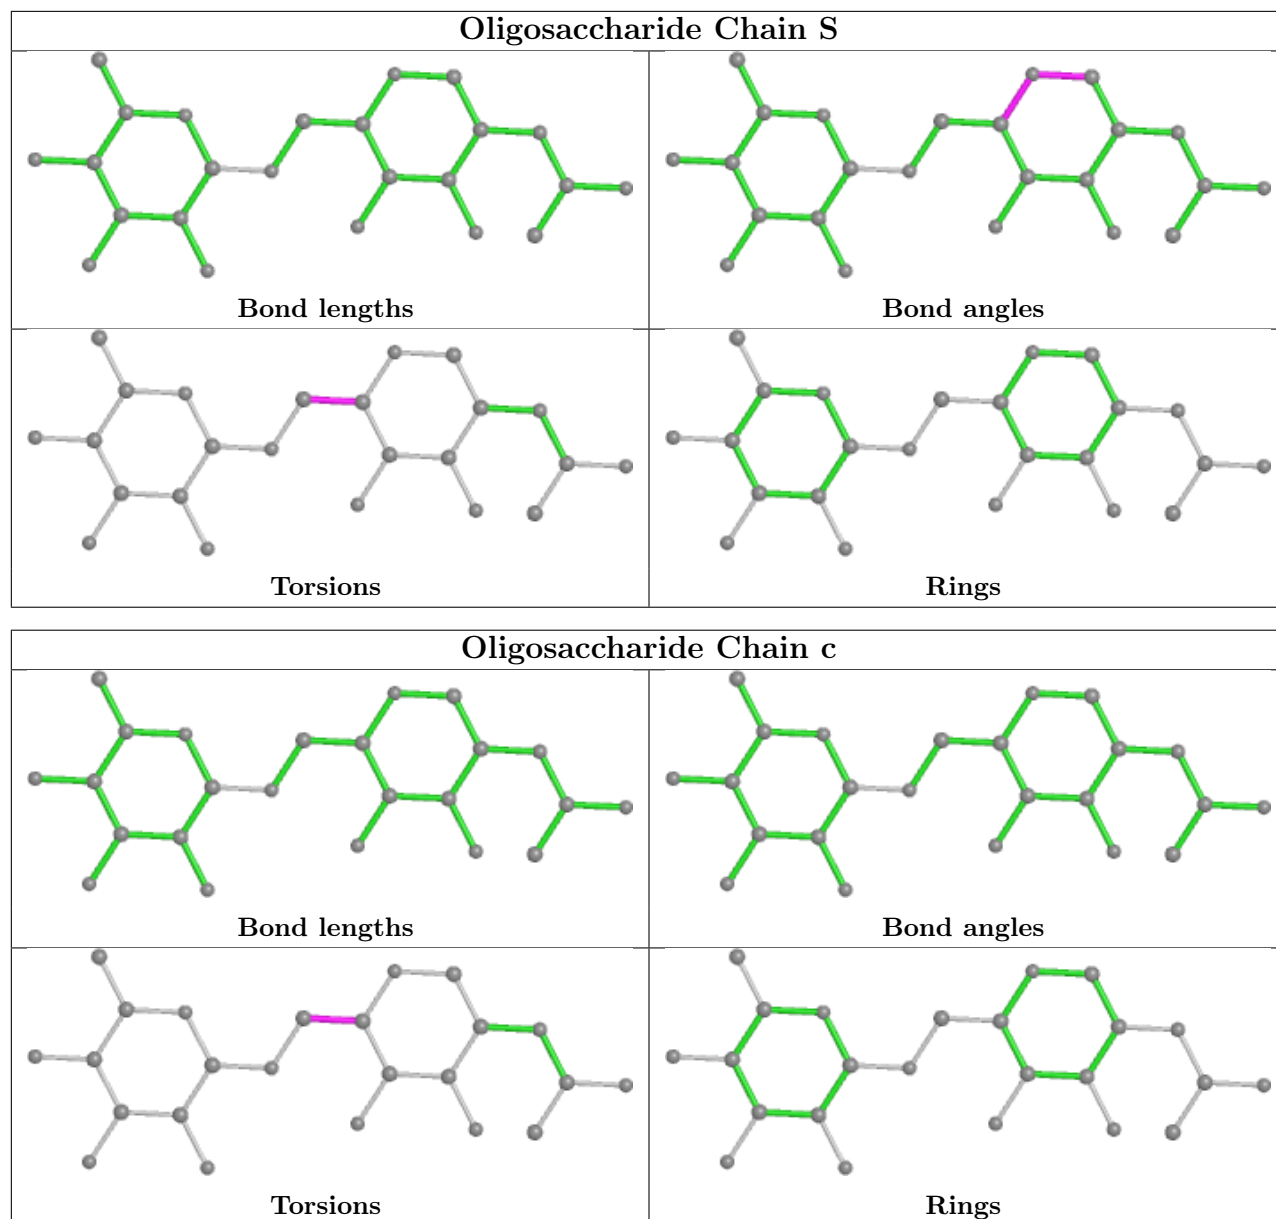 Oligosaccharide Chain S
Bond lengths
Bond angles
Torsions
Rings
Oligosaccharide Chain c
Bond lengths
Bond angles
Torsions
Rings